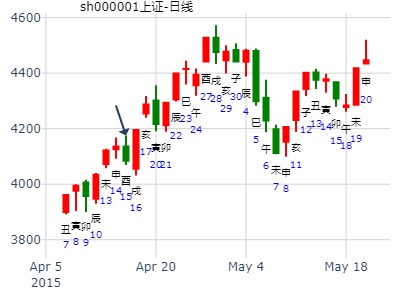 sh000001上证-日线
4600
4400
4200
4000
3800
丑
7
寅
8
卯
9
辰
10
未
13
申
14
酉
15
戌
16
亥
17
寅
20
卯
21
辰
22
巳
23
午
24
酉
27
戌
28
亥
29
子
30
辰
4
巳
5
午
6
未
7
申
8
亥
11
子
12
丑
13
寅
14
卯
15
午
18
未
19
申
20
Apr 5
2015
Apr 20
May 4
May 18